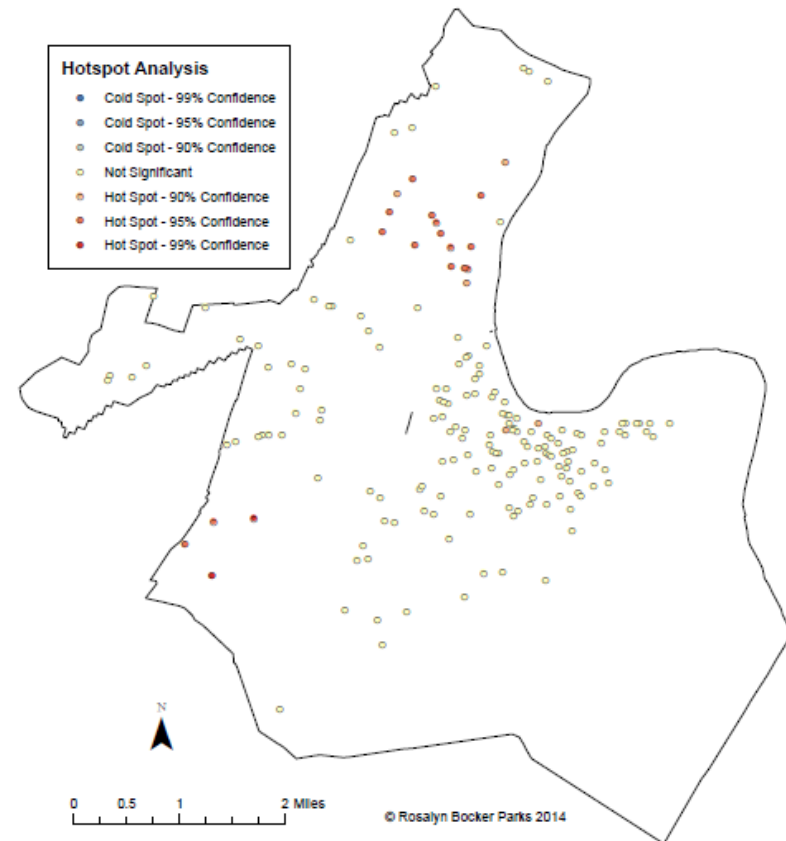 Hotspot Analysis
Cold Spot - 99% Confidence
Cold Spot - 95% Confidence
Cold Spot - 90% Confidence
Not Significant
Hot Spot - 90% Confidence
Hot Spot - 95% Confidence
Hot Spot - 99% Confidence
N
0 0.5 1 2 Miles
© Rosalyn Bocker Parks 2014